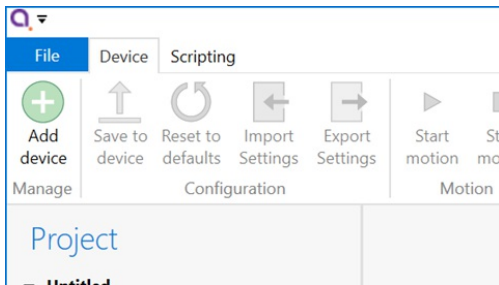 File Device Scripting
Add device Save to device Reset to defaults Import Settings Export Settings Start motion
Manage Configuration Motion
Project
Untitled